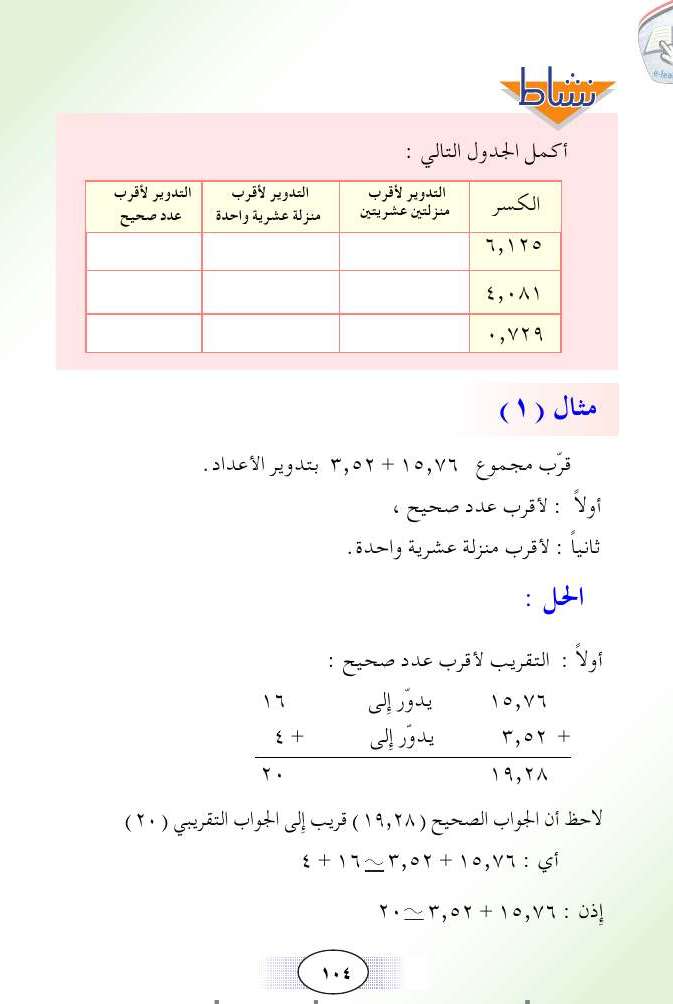 نشاط
أكمل الجدول التالي :
الكسر	التدوير لأقرب منزلتين عشريتين	التدوير لأقرب منزلة عشرية واحدة	التدوير لأقرب عدد صحيح
٦,١٢٥
٤,٠٨١
٠,٧٢٩
مثال ( ١ )
قرّب مجموع ١٥,٧٦ + ٣,٥٢ بتدوير الأعداد .
أولاً : لأقرب عدد صحيح ،
ثانياً : لأقرب منزلة عشرية واحدة .
الحل :
أولاً : التقريب لأقرب عدد صحيح :
١٥,٧٦ يدوّر إلى ١٦
+ ٣,٥٢ يدوّر إلى + ٤
١٩,٢٨ ٢٠
لاحظ أن الجواب الصحيح ( ١٩,٢٨ ) قريب إلى الجواب التقريبي ( ٢٠ )
أي : ١٥,٧٦ + ٣,٥٢ ≃ ١٦ + ٤
إذن : ١٥,٧٦ + ٣,٥٢ ≃ ٢٠
١٠٤